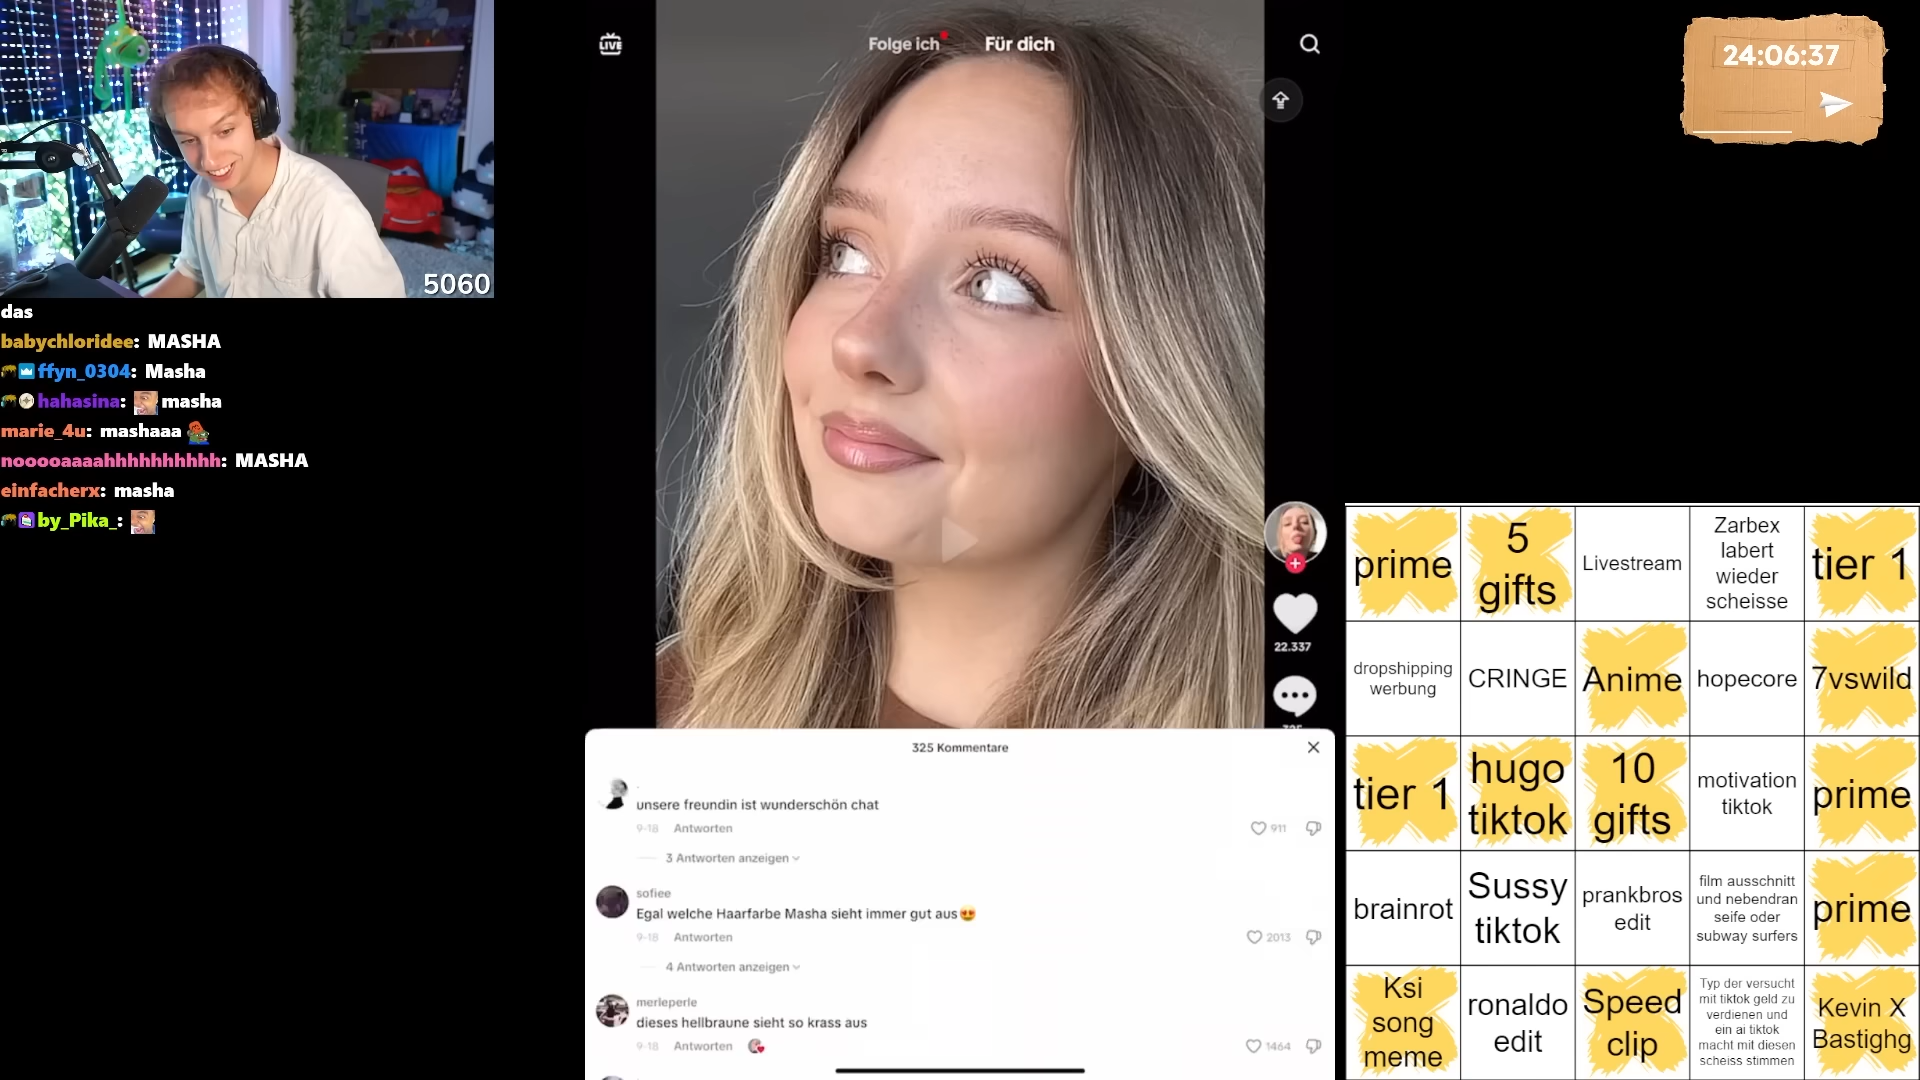 LIVE
Folge ich
Für dich
24:06:37
5060
das
babychloridee: MASHA
ffyn_0304: Masha
hahasina: masha
marie_4u: mashaaa
nooooaaaahhhhhhhhhh: MASHA
einfacherx: masha
by_Pika_:
22.337
325 Kommentare
unsere freundin ist wunderschön chat
9-18 Antworten
911
3 Antworten anzeigen
sofiee
Egal welche Haarfarbe Masha sieht immer gut aus😍
9-18 Antworten
2013
4 Antworten anzeigen
merleperle
dieses hellbraune sieht so krass aus
9-18 Antworten
1464
prime
5
gifts
Livestream
Zarbex
labert
wieder
scheisse
tier 1
dropshipping
werbung
CRINGE
Anime
hopecore
7vswild
tier 1
hugo
tiktok
10
gifts
motivation
tiktok
prime
brainrot
Sussy
tiktok
prankbros
edit
film ausschnitt
und nebendran
seife oder
subway surfers
prime
Ksi
song
meme
ronaldo
edit
Speed
clip
Typ der versucht
mit tiktok geld zu
verdienen und
ein ai tiktok
macht mit diesen
scheiss stimmen
Kevin X
Bastighg